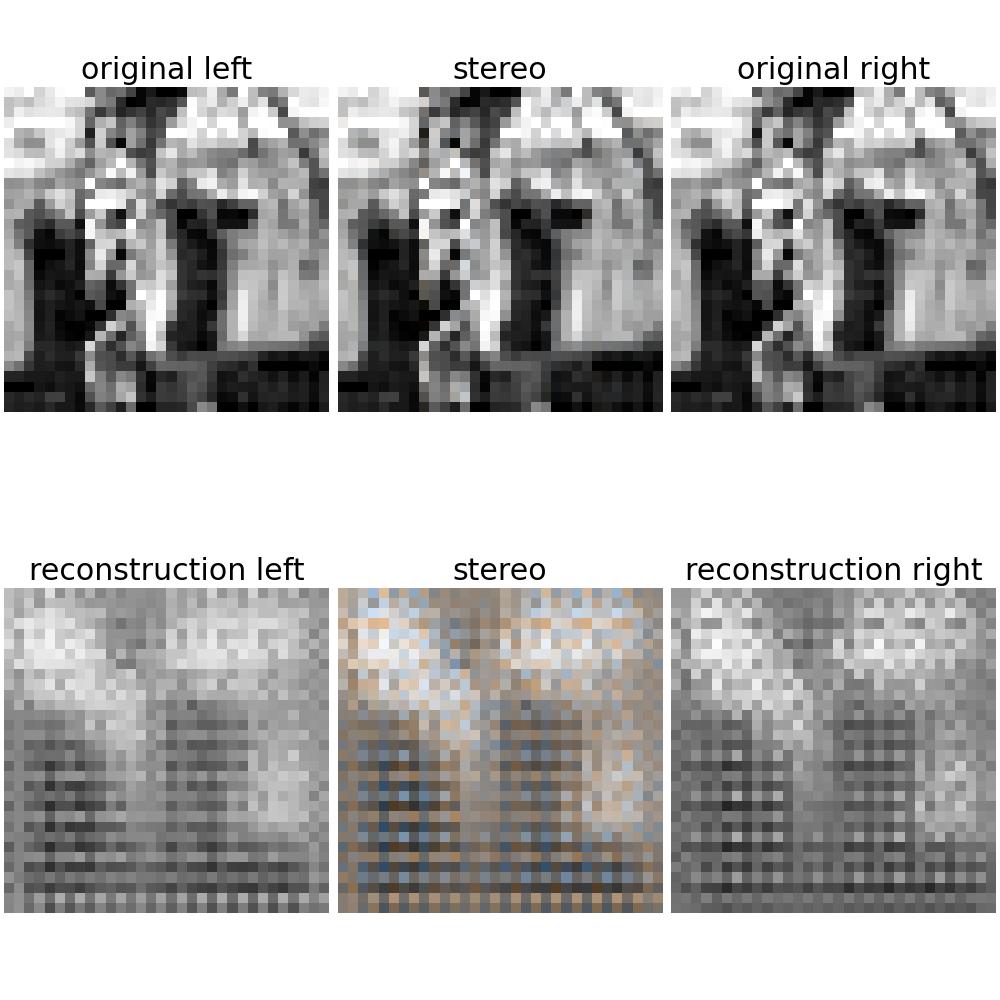 original left
stereo
original right
reconstruction left
stereo
reconstruction right